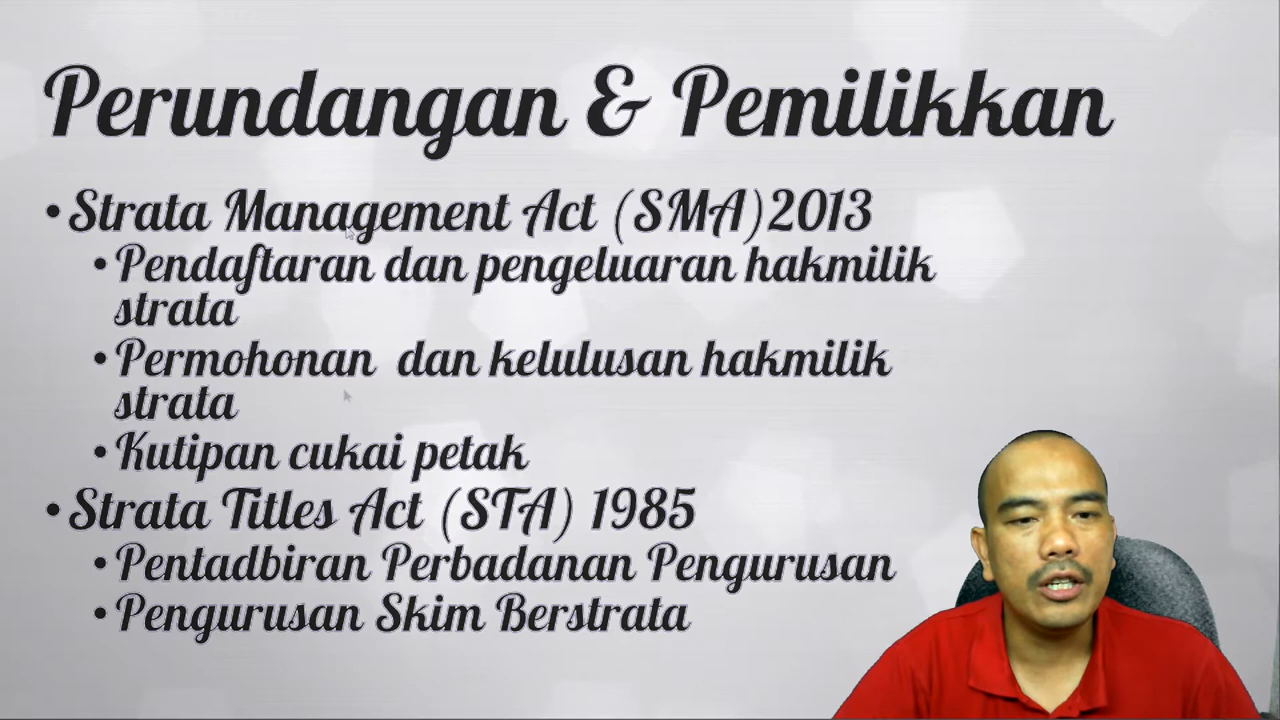 Perundangan & Pemilikkan
• Strata Management Act (SMA)2013
• Pendaftaran dan pengeluaran hakmilik
strata
• Permohonan dan kelulusan hakmilik
strata
• Kutipan cukai petak
• Strata Titles Act (STA) 1985
• Pentadbiran Perbadanan Pengurusan
• Pengurusan Skim Berstrata